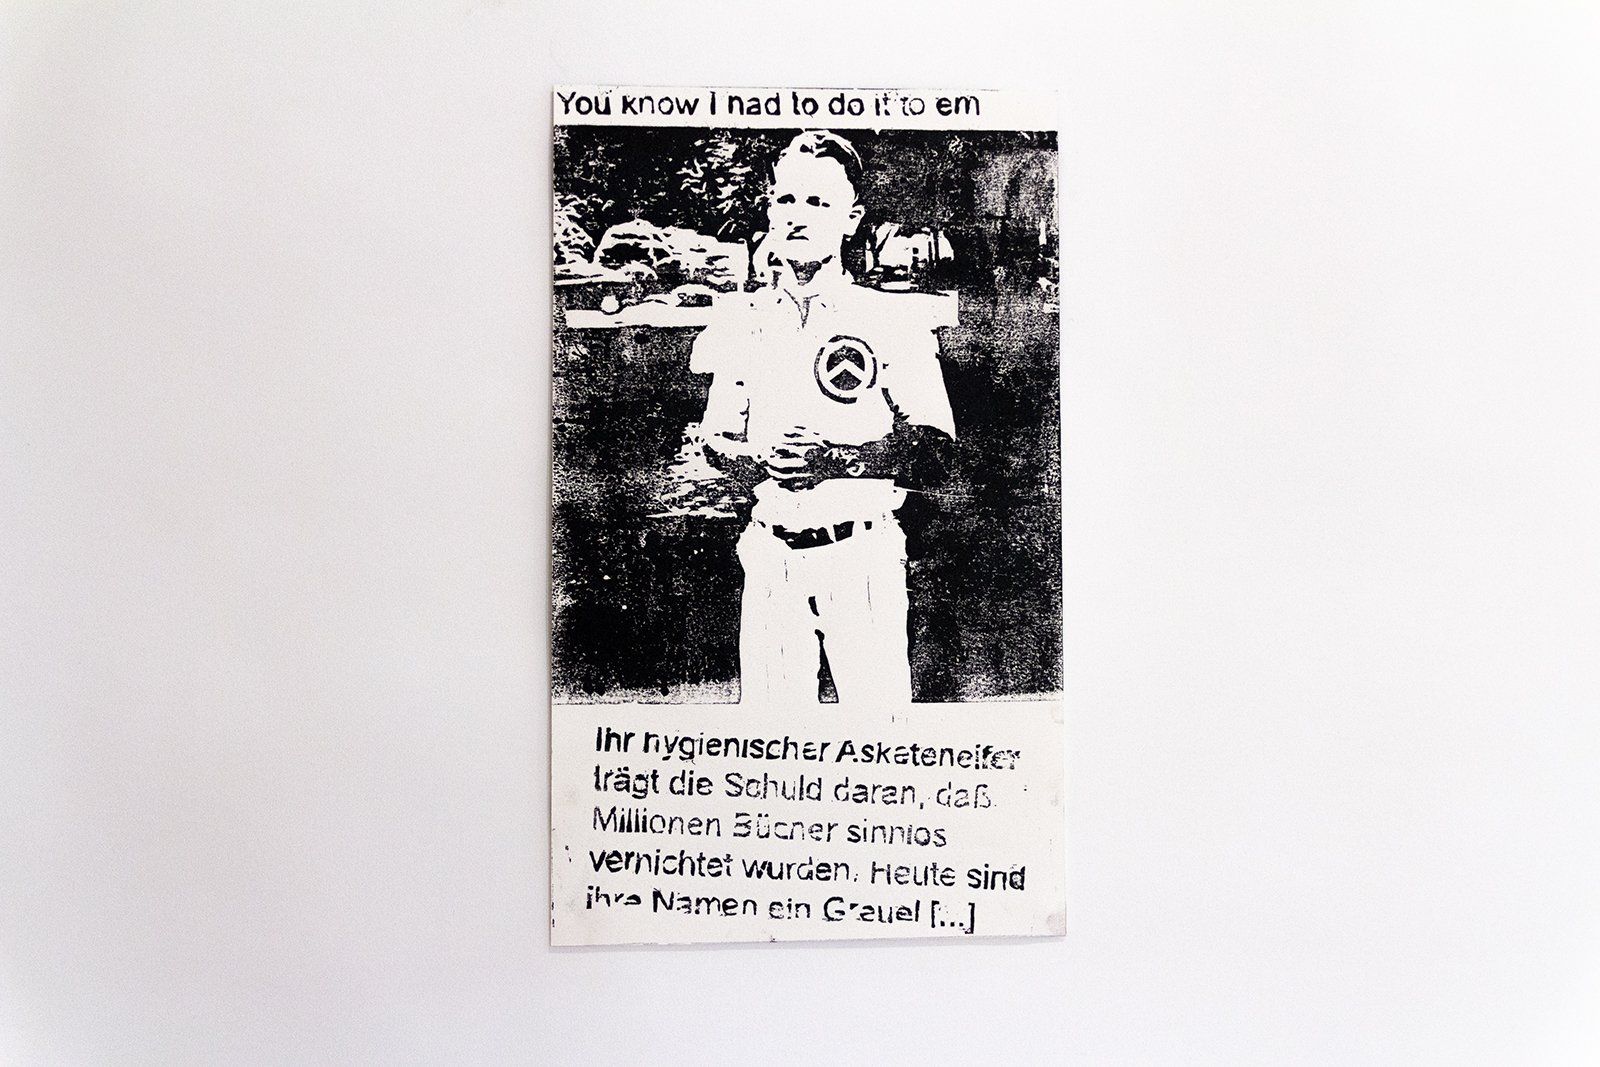 You know I had to do it to em
Ihr hygienischer Asketeneifer
trägt die Schuld daran, daß
Millionen Bücher sinnlos
vernichtet wurden. Heute sind
ihre Namen ein Greuel [...]